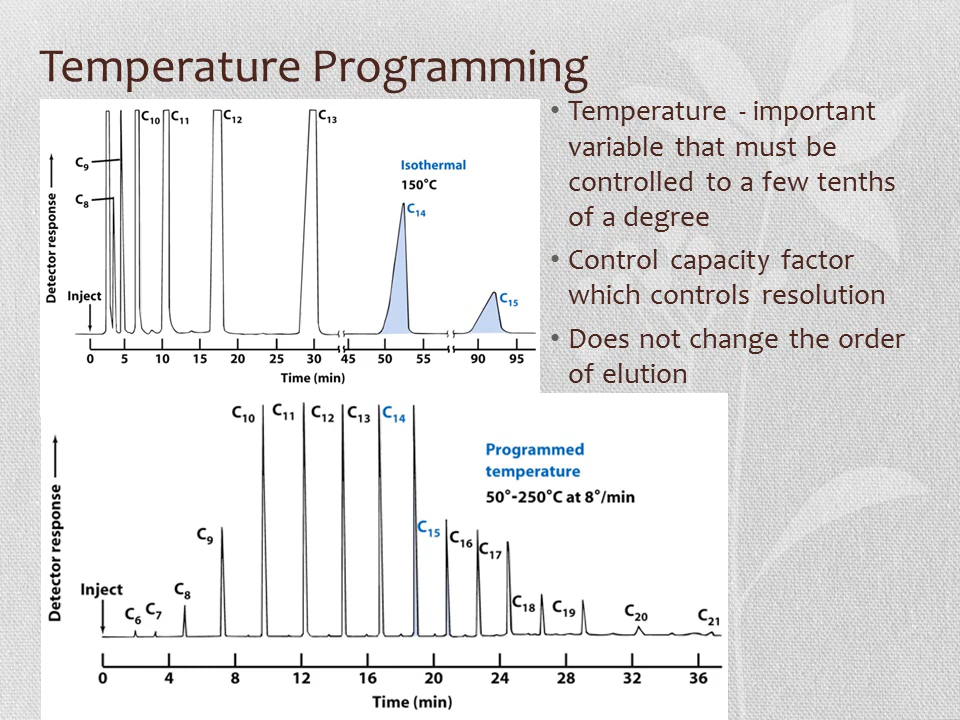 Temperature Programming
• Temperature - important
variable that must be
controlled to a few tenths
of a degree
• Control capacity factor
which controls resolution
• Does not change the order
of elution
C10 C11 C12 C13
C9
C8
Isothermal
150°C
C14
C15
Inject
Detector response
0 5 10 15 20 25 30 45 50 55 90 95
Time (min)
C10 C11 C12 C13 C14
Programmed
temperature
50°-250°C at 8°/min
C9
C15
C16
C17
Inject
C8
C6 C7
C18 C19 C20 C21
Detector response
0 4 8 12 16 20 24 28 32 36
Time (min)